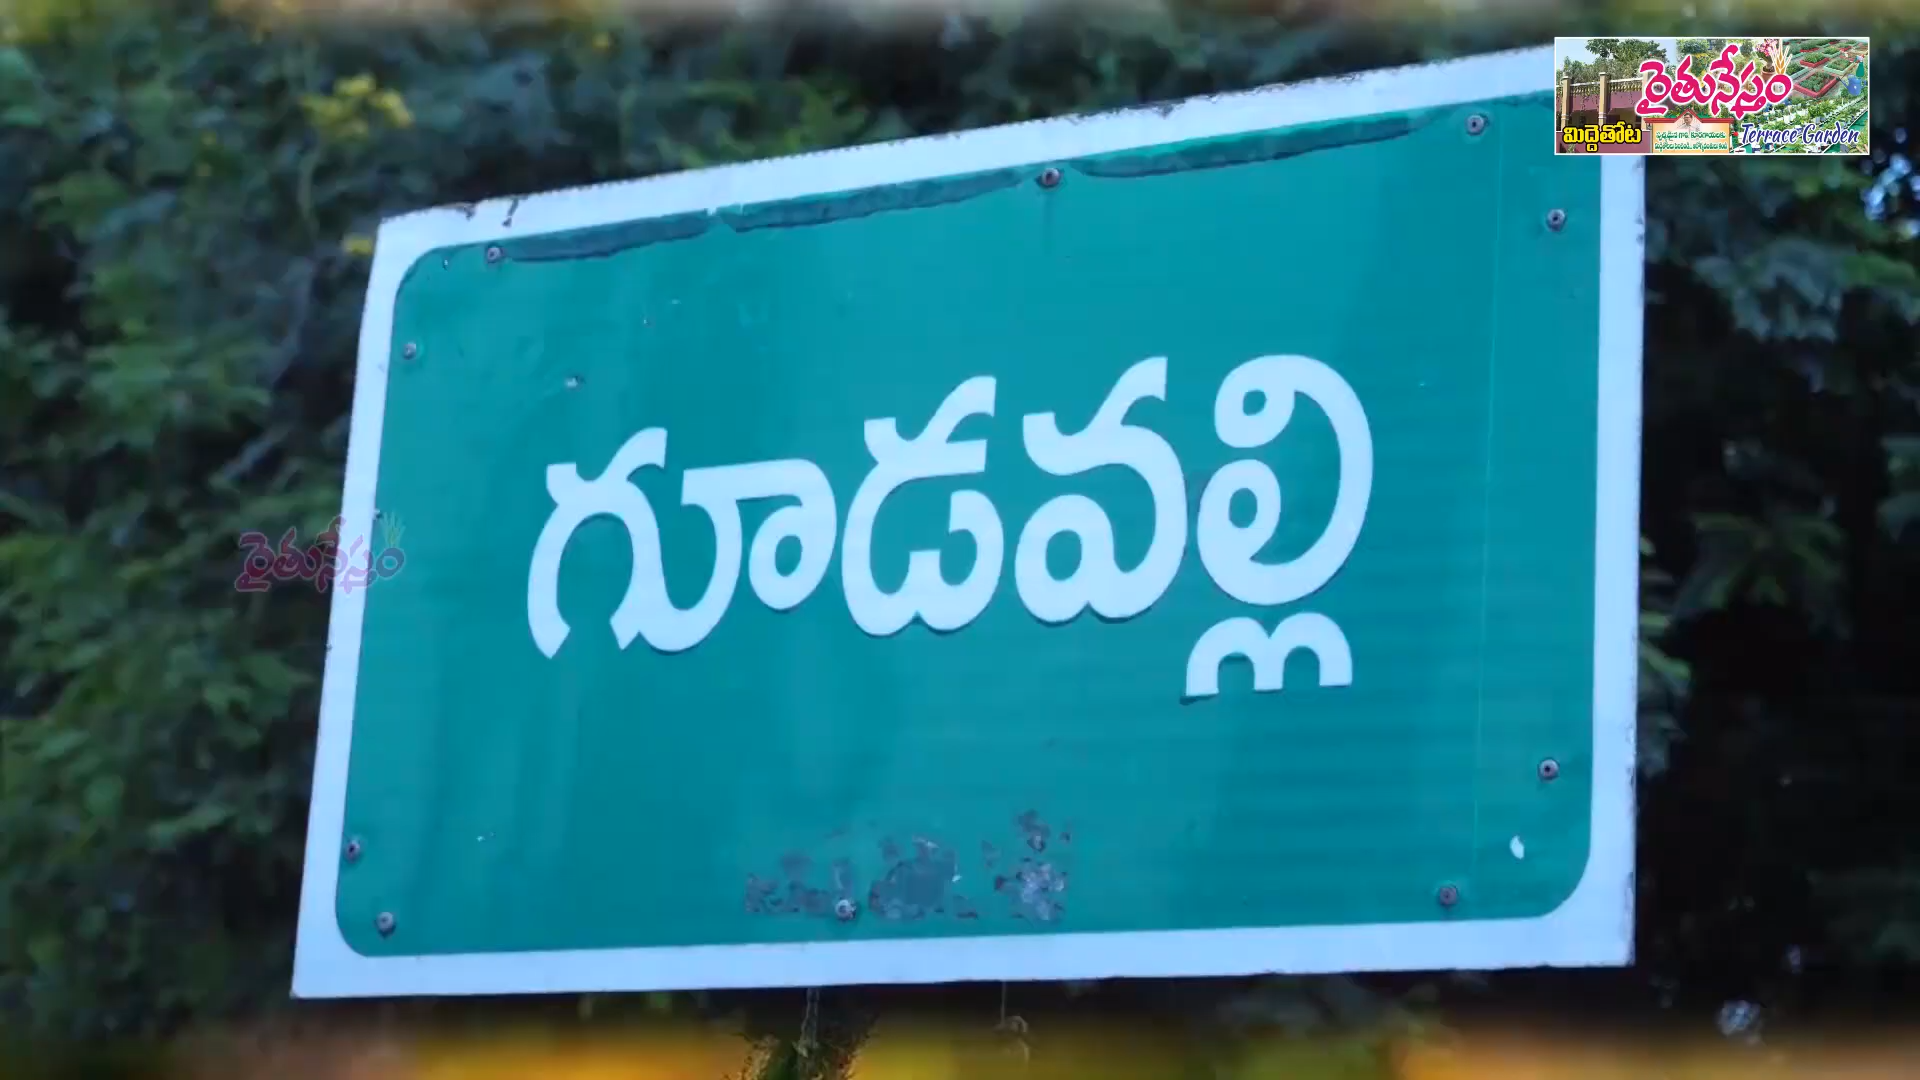 రైతునేస్తం
మిద్దెతోట
Terrace Garden
గూడవల్లి
రైతునేస్తం